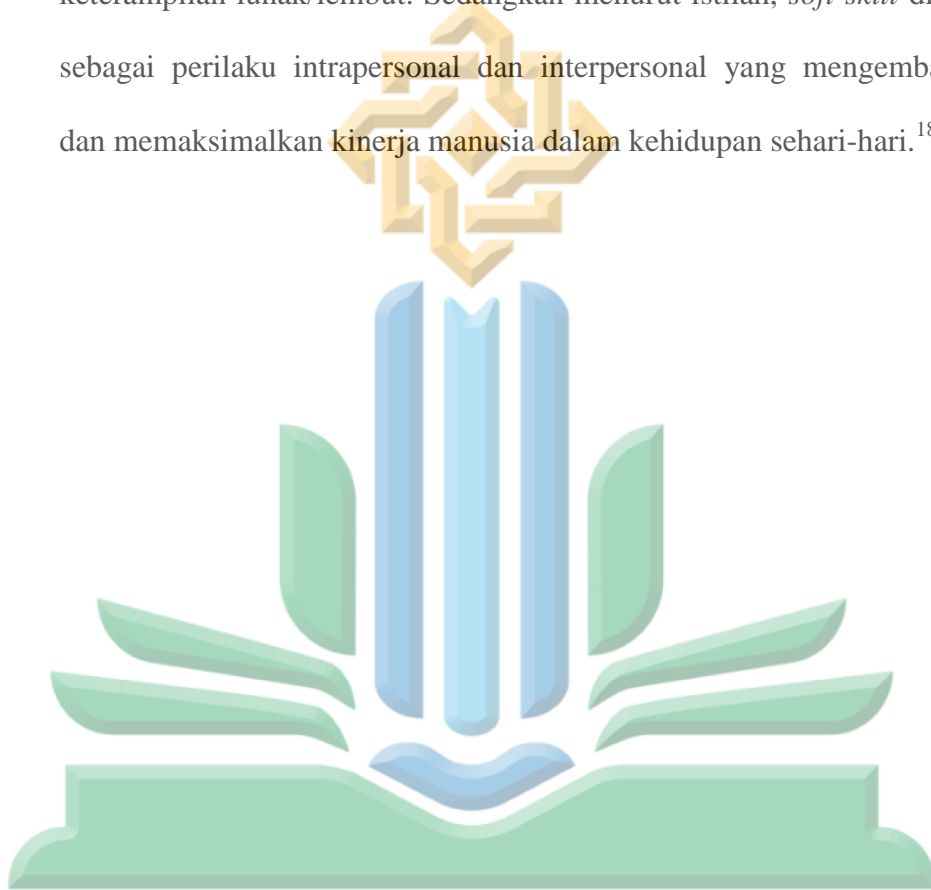 keterampilan lunak/lembut. Sedangkan menurut istilah, soft skill
sebagai perilaku intrapersonal dan interpersonal yang
dan memaksimalkan kinerja manusia dalam kehidupan sehari-hari.18